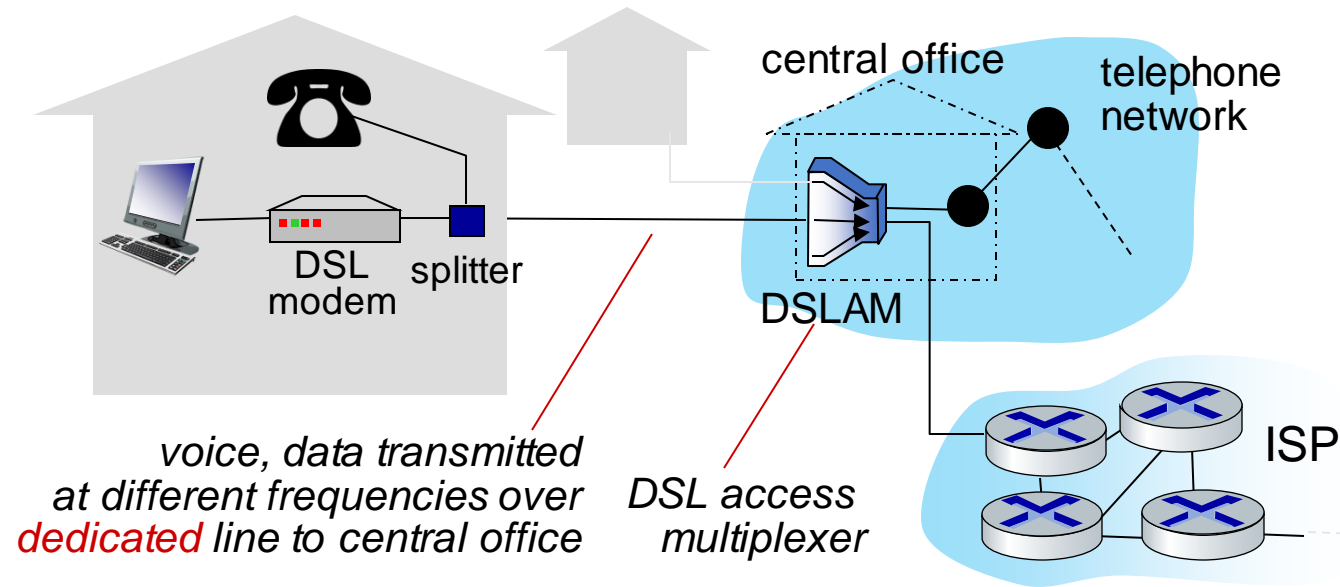 central office
telephone
network
DSL
modem
splitter
DSLAM
ISP
voice, data transmitted
at different frequencies over
dedicated line to central office
DSL access
multiplexer